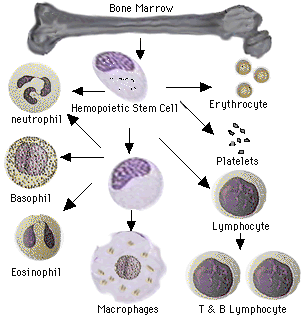 Bone Marrow
neutrophil
Hemopoietic Stem Cell
Erythrocyte
Platelets
Basophil
Lymphocyte
Eosinophil
Macrophages
T & B Lymphocyte